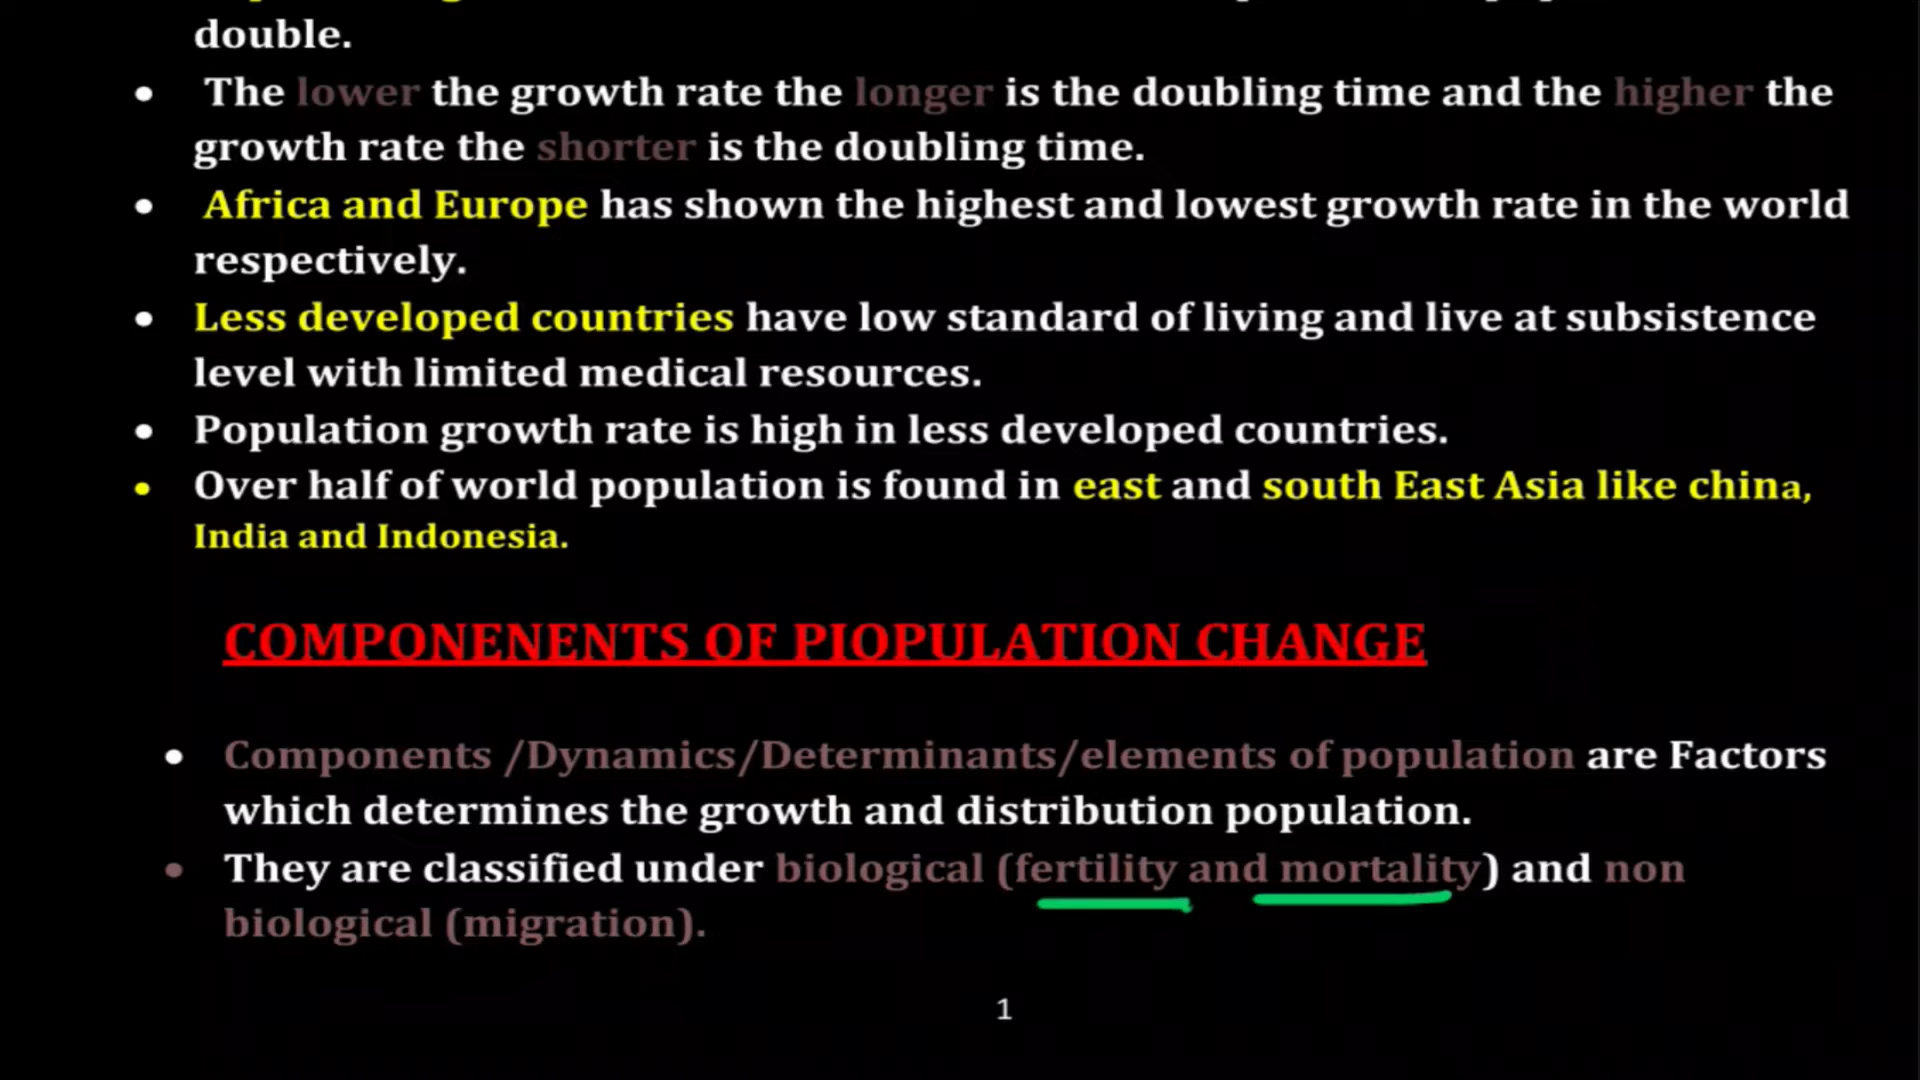 double.
• The lower the growth rate the longer is the doubling time and the higher the
growth rate the shorter is the doubling time.
• Africa and Europe has shown the highest and lowest growth rate in the world
respectively.
• Less developed countries have low standard of living and live at subsistence
level with limited medical resources.
• Population growth rate is high in less developed countries.
• Over half of world population is found in east and south East Asia like china,
India and Indonesia.
COMPONENENTS OF PIOPULATION CHANGE
• Components /Dynamics/Determinants/elements of population are Factors
which determines the growth and distribution population.
• They are classified under biological (fertility and mortality) and non
biological (migration).
1